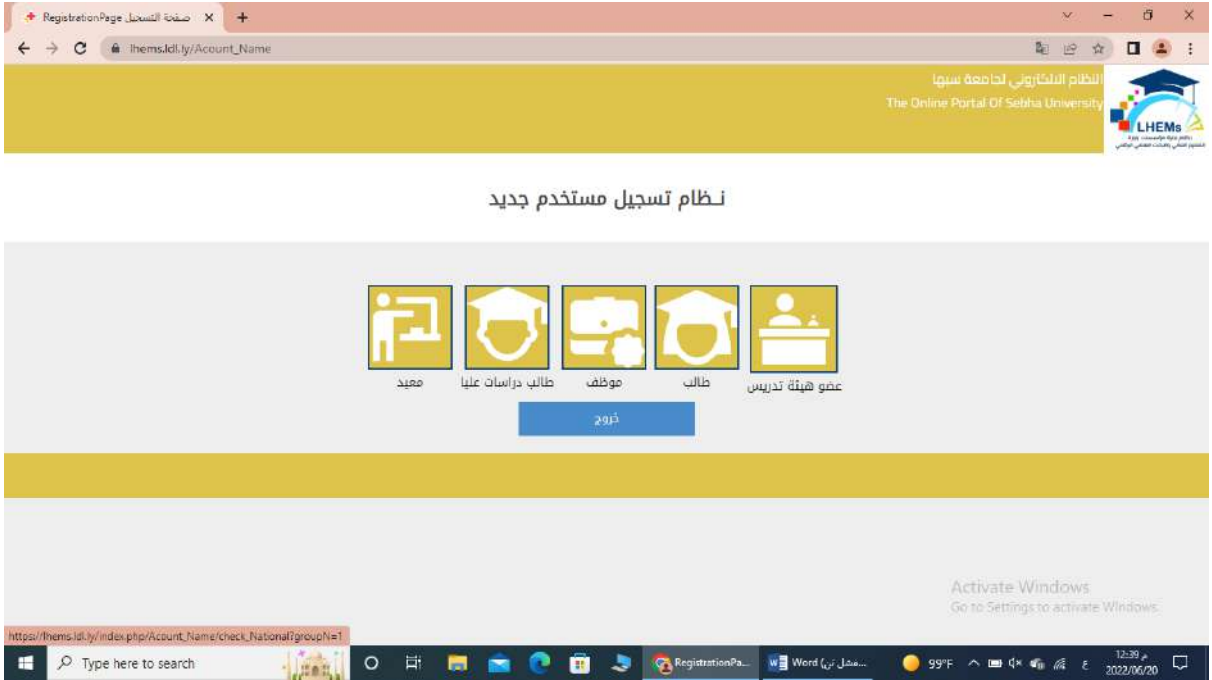 صفحة التسجيل RegistrationPage
lhems.ldl.ly/Acount_Name
النظام الالكتروني لجامعة سبها
The Online Portal Of Sebha University
LHEMs
نـظام تسجيل مستخدم جديد
عضو هيئة تدريس
طالب
موظف
طالب دراسات عليا
معيد
خروج
Activate Windows
Go to Settings to activate Windows.
https://lhems.ldl.ly/index.php/Acount_Name/check_National?groupN=1
Type here to search
RegistrationPa...
Word
99°F
ع
12:39 م
2022/06/20